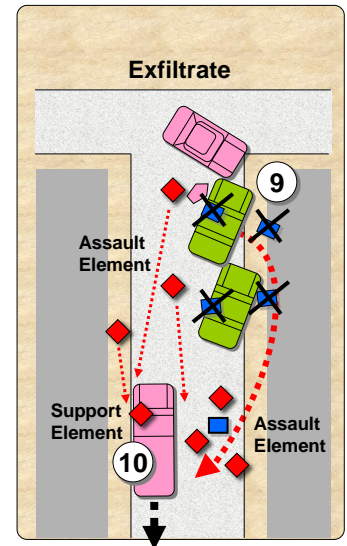 Exfiltrate
9
Assault
Element
Support
Element
Assault
Element
10